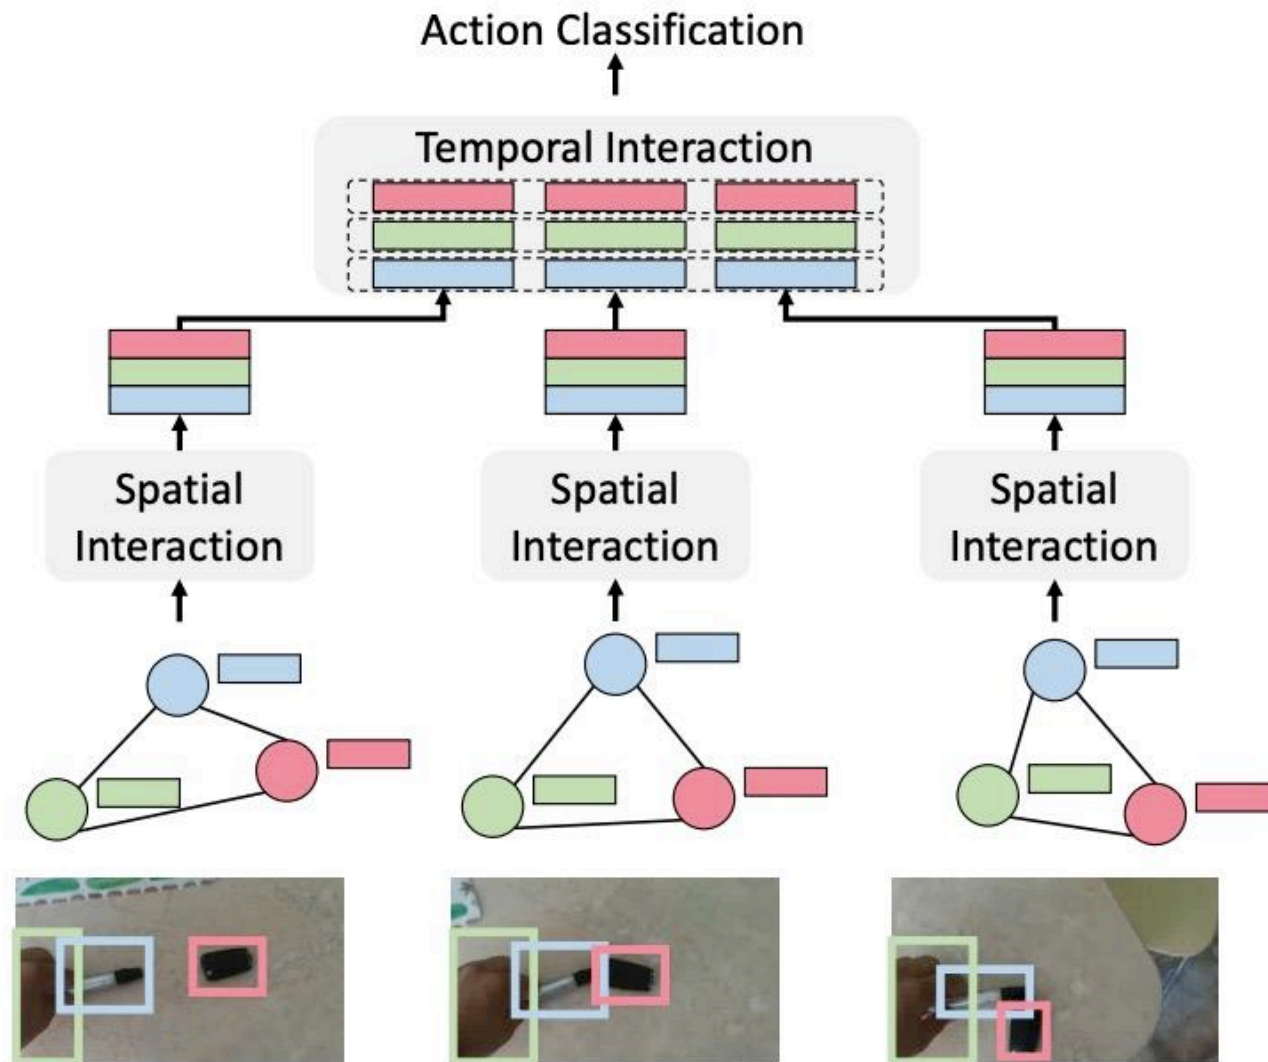 Action Classification
Temporal Interaction
Spatial
Interaction
Spatial
Interaction
Spatial
Interaction